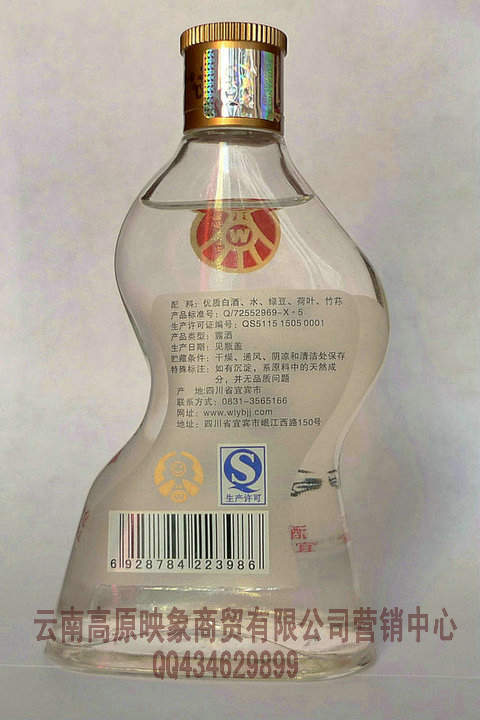 W
配  料: 优质白酒、水、绿豆、荷叶、竹荪
产品标准号: Q/72552969-X·5
生产许可证编号: QS5115 1505 0001
产品类型: 露酒
生产日期: 见瓶盖
贮藏条件: 干燥、通风、阴凉和清洁处保存
特殊标注: 如有沉淀，系原料中的天然成
分，并无品质问题
产  地:四川省宜宾市
联系方式: 0831-3565166
网址: www.wlybjj.com
地址: 四川省宜宾市岷江西路150号
QS
生产许可
宜
6 928784 223986
云南高原映象商贸有限公司营销中心
QQ434629899